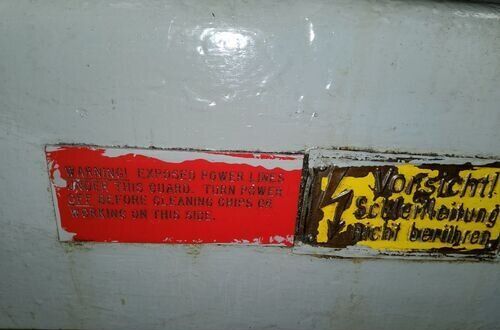 WARNING! EXPOSED POWER LINES
UNDER THIS GUARD. TURN POWER
OFF BEFORE CLEANING CHIPS OR
WORKING ON THIS SIDE.
Vorsicht!
Schleifleitung
nicht berühren